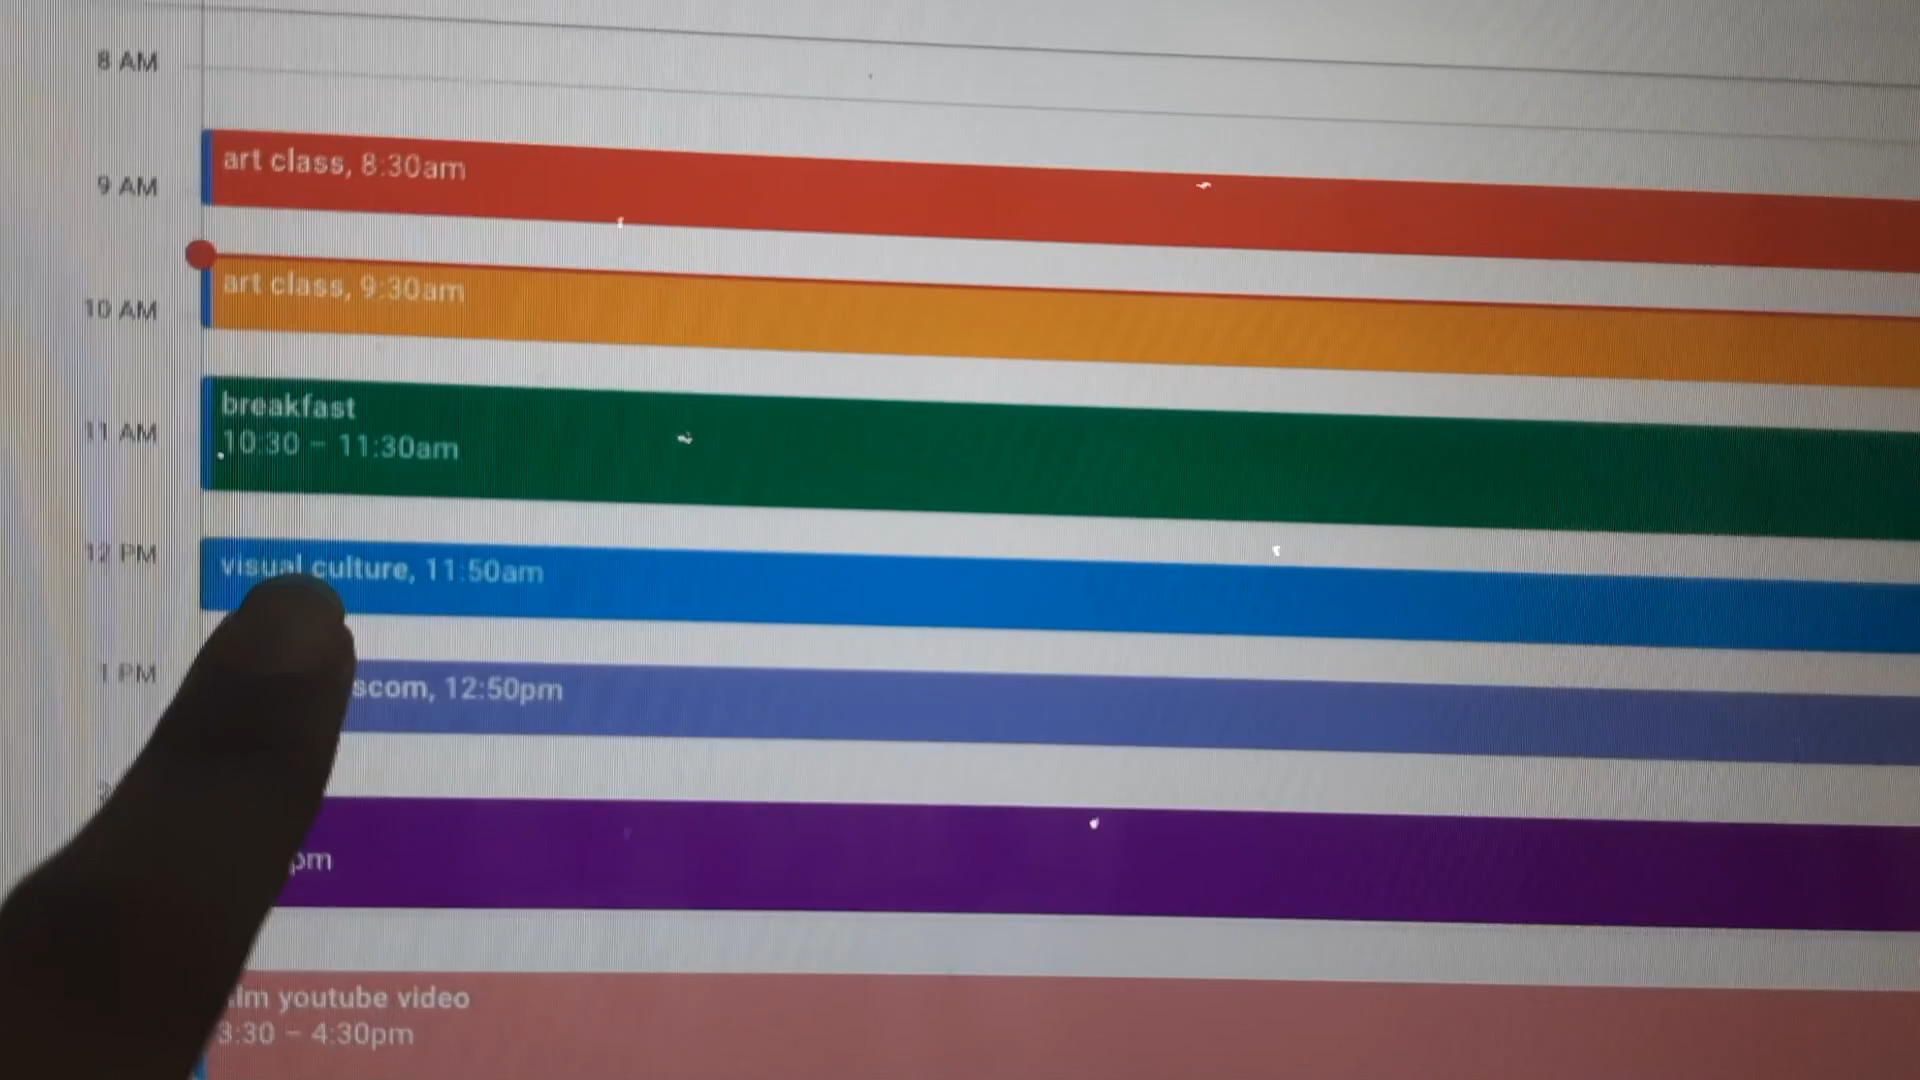 8 AM
art class, 8:30am
9 AM
art class, 9:30am
10 AM
breakfast
10:30 – 11:30am
11 AM
12 PM
visual culture, 11:50am
1 PM
scom, 12:50pm
pm
youtube video
3:30 – 4:30pm